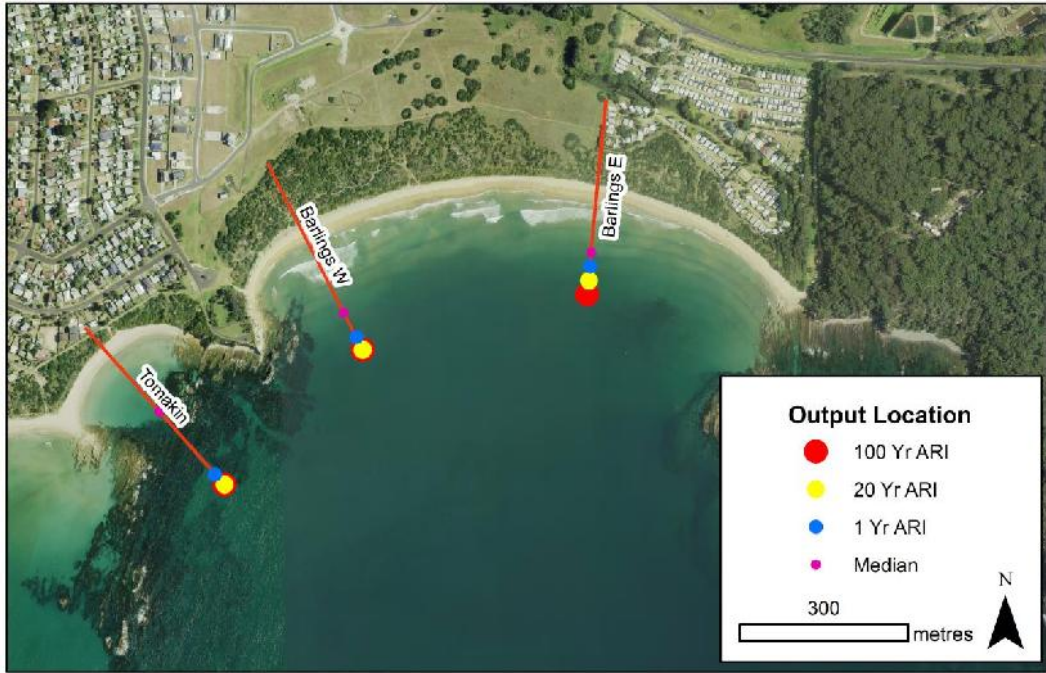 Barlings E
Barlings W
Tomakin
Output Location
100 Yr ARI
20 Yr ARI
1 Yr ARI
Median
N
300
metres